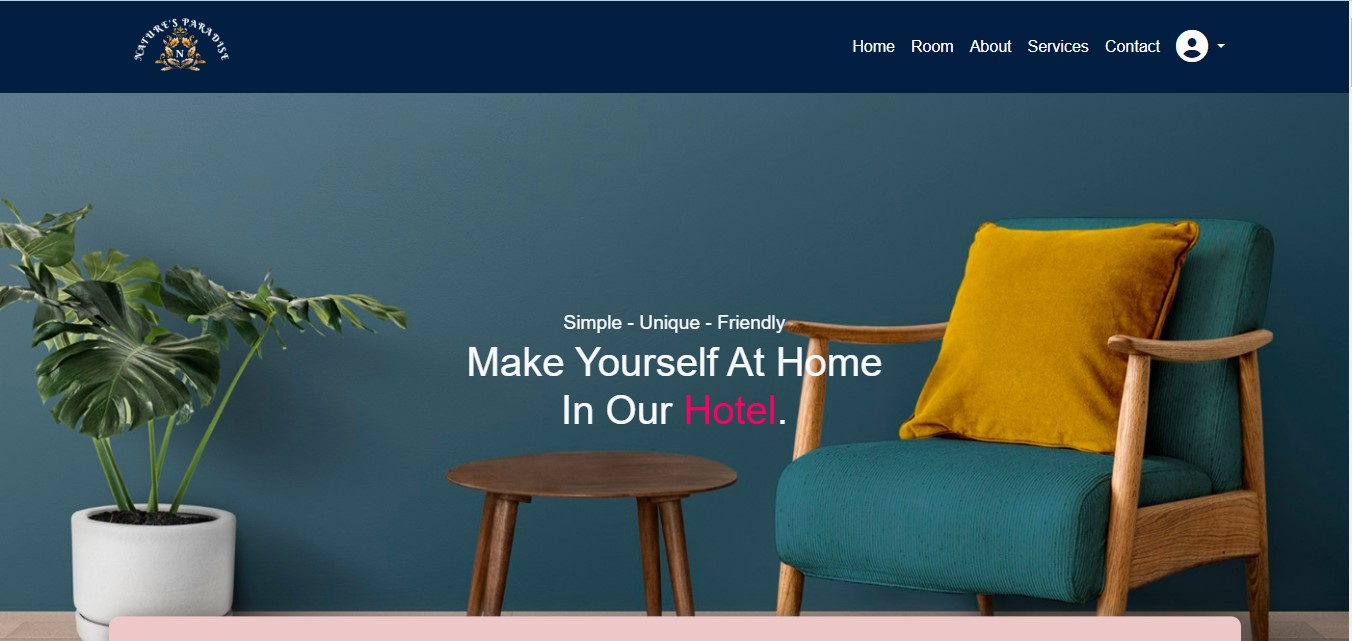 NATURE'S PARADISE
N
Home Room About Services Contact
Simple - Unique - Friendly
Make Yourself At Home
In Our Hotel.